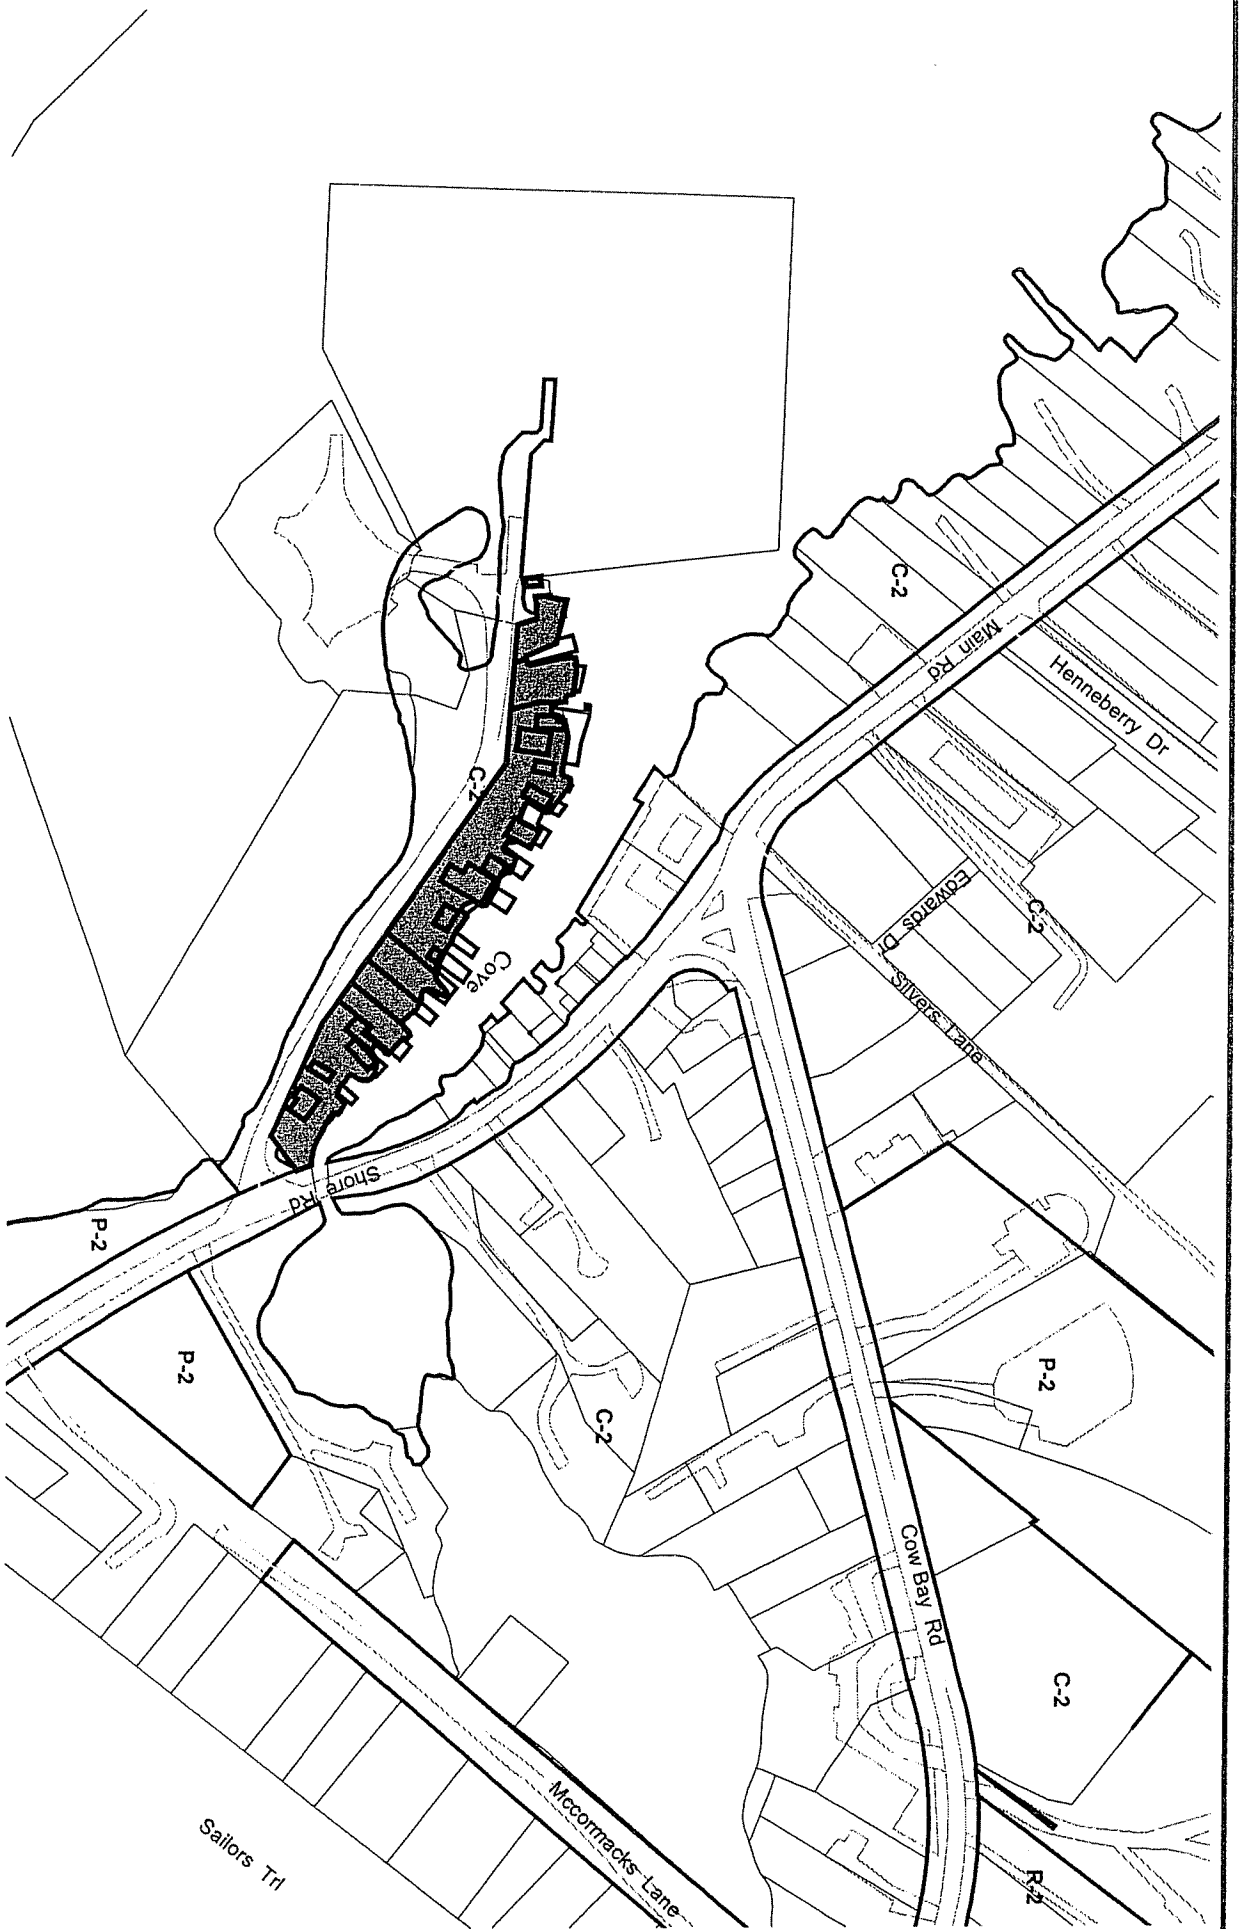 C-2
Main Rd
Henneberry Dr
C-2
Edwards Dr
C-2
Silvers Lane
Cove
Shore Rd
P-2
P-2
P-2
C-2
Cow Bay Rd
C-2
Mccormacks Lane
Sailors Trl
R-2